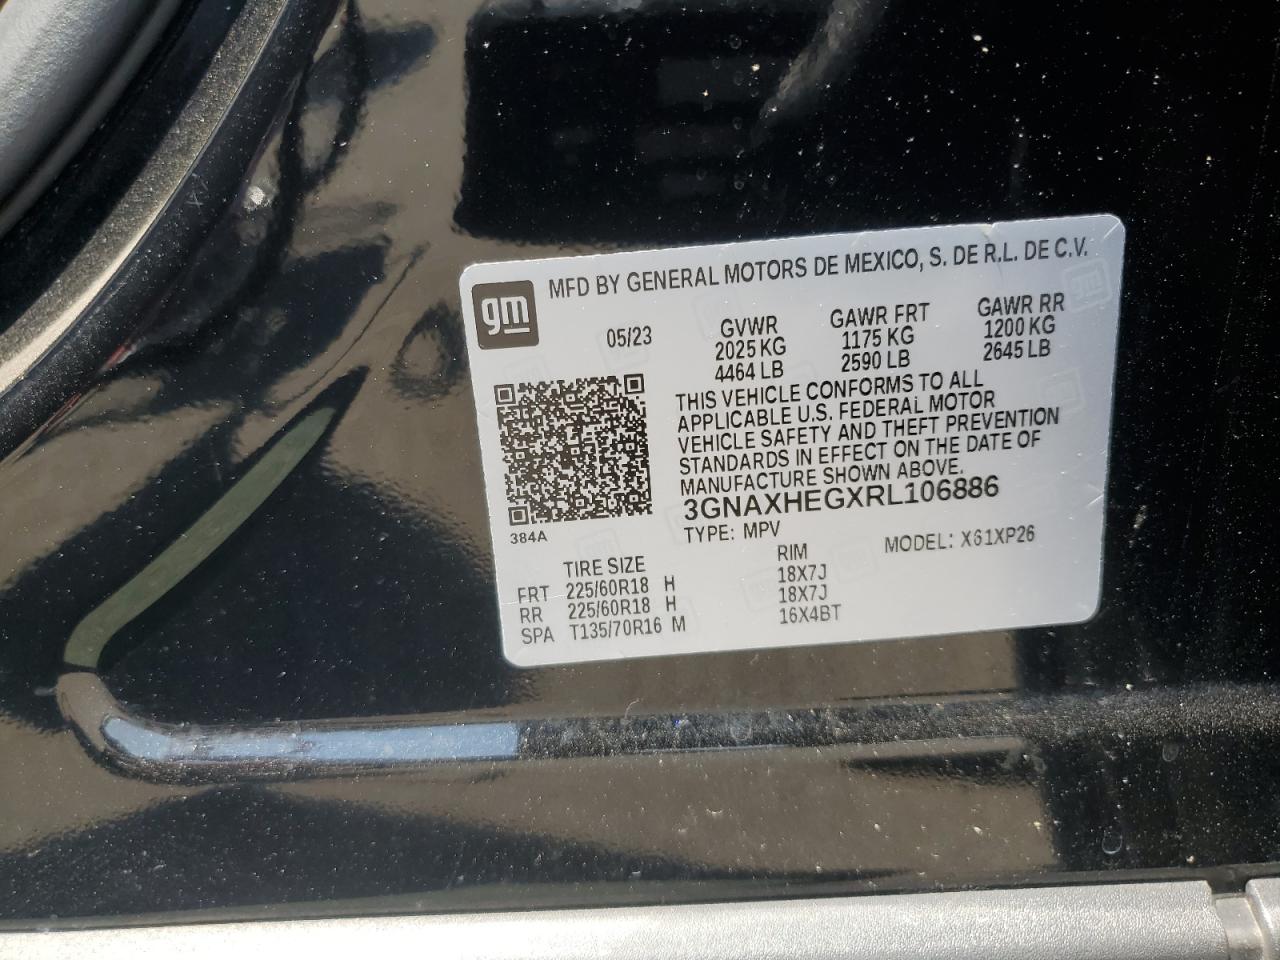 MFD BY GENERAL MOTORS DE MEXICO, S. DE R.L. DE C.V.
gm
05/23
GVWR
2025 KG
4464 LB
GAWR FRT
1175 KG
2590 LB
GAWR RR
1200 KG
2645 LB
THIS VEHICLE CONFORMS TO ALL
APPLICABLE U.S. FEDERAL MOTOR
VEHICLE SAFETY AND THEFT PREVENTION
STANDARDS IN EFFECT ON THE DATE OF
MANUFACTURE SHOWN ABOVE.
3GNAXHEGXRL106886
384A
TYPE: MPV
MODEL: X61XP26
TIRE SIZE RIM
FRT 225/60R18 H 18X7J
RR 225/60R18 H 18X7J
SPA T135/70R16 M 16X4BT